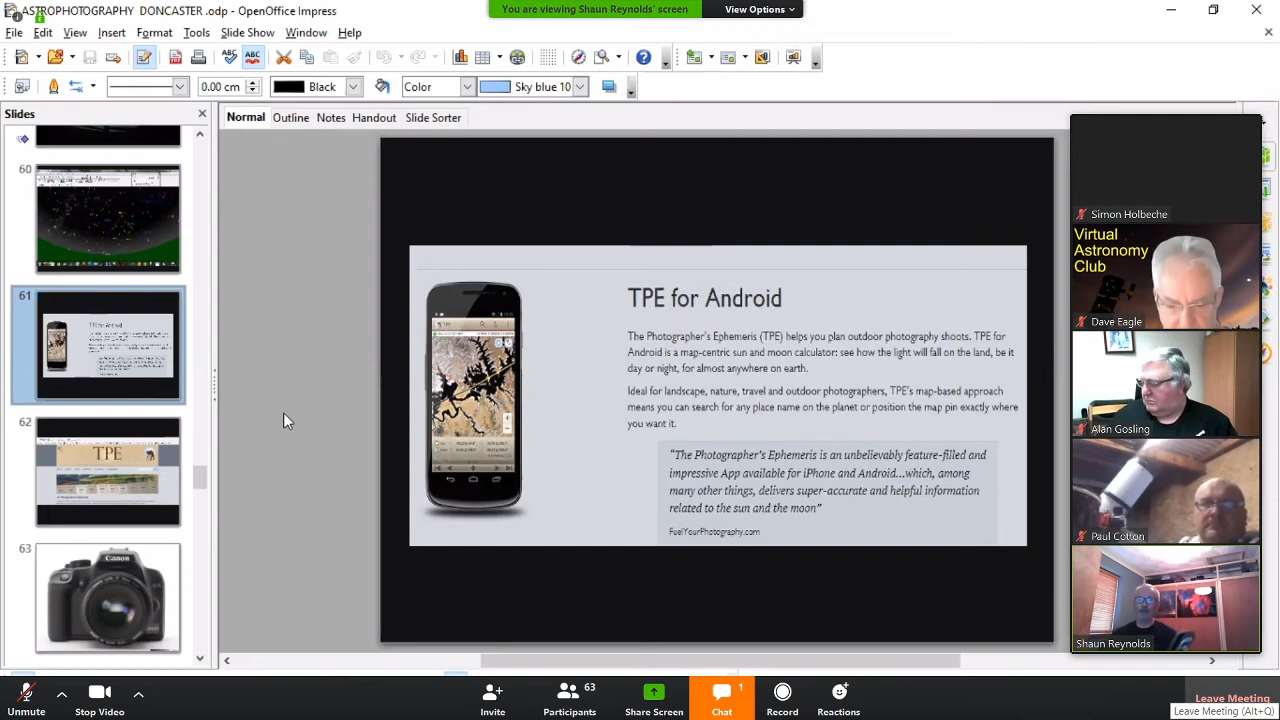 ASTROPHOTOGRAPHY DONCASTER .odp - OpenOffice Impress
You are viewing Shaun Reynolds' screen
View Options
File Edit View Insert Format Tools Slide Show Window Help
0.00 cm
Black
Color
Sky blue 10
Slides
Normal Outline Notes Handout Slide Sorter
60
61
TPE for Android
62
TPE
63
Canon
TPE for Android
The Photographer's Ephemeris (TPE) helps you plan outdoor photography shoots. TPE for
Android is a map-centric sun and moon calculator: see how the light will fall on the land, be it
day or night, for almost anywhere on earth.
Ideal for landscape, nature, travel and outdoor photographers, TPE's map-based approach
means you can search for any place name on the planet or position the map pin exactly where
you want it.
"The Photographer's Ephemeris is an unbelievably feature-filled and
impressive App available for iPhone and Android...which, among
many other things, delivers super-accurate and helpful information
related to the sun and the moon"
FuelYourPhotography.com
Simon Holbeche
Virtual
Astronomy
Club
Dave Eagle
Alan Gosling
Paul Cotton
Shaun Reynolds
Unmute
Stop Video
Invite
63
Participants
Share Screen
1
Chat
Record
Reactions
Leave Meeting
Leave Meeting (Alt+Q)